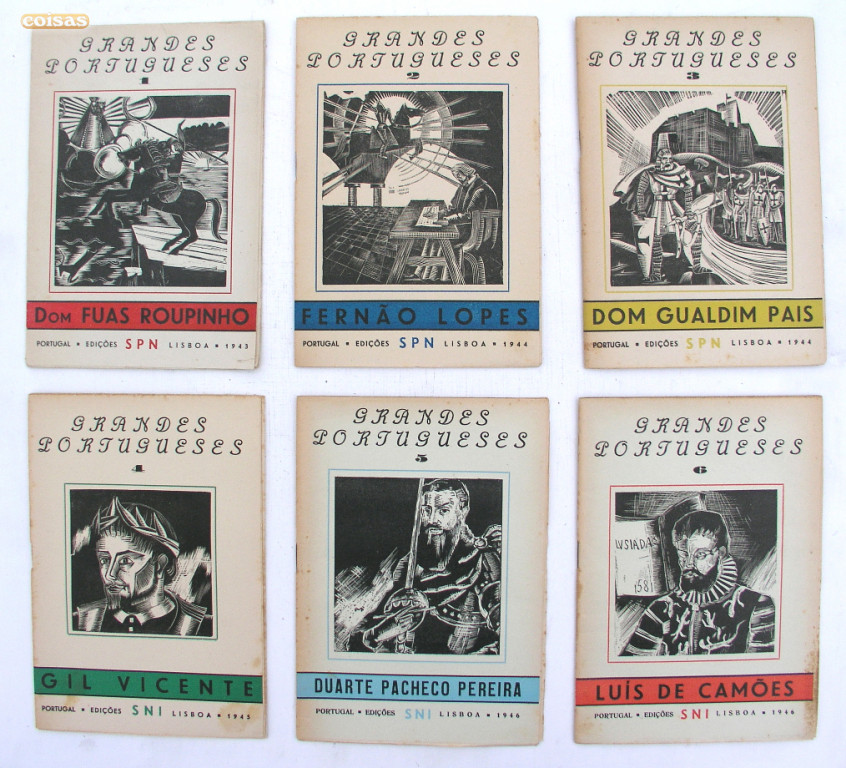 coisas
GRANDES
PORTUGUESES
1
DOM FUAS ROUPINHO
PORTUGAL • EDIÇÕES SPN LISBOA • 1943
GRANDES
PORTUGUESES
2
FERNÃO LOPES
PORTUGAL • EDIÇÕES SPN LISBOA • 1944
GRANDES
PORTUGUESES
3
DOM GUALDIM PAIS
PORTUGAL • EDIÇÕES SPN LISBOA • 1944
GRANDES
PORTUGUESES
4
GIL VICENTE
PORTUGAL • EDIÇÕES SNI LISBOA • 1945
GRANDES
PORTUGUESES
5
DUARTE PACHECO PEREIRA
PORTUGAL • EDIÇÕES SNI LISBOA • 1946
GRANDES
PORTUGUESES
6
LVSIADA
158
LUÍS DE CAMÕES
PORTUGAL • EDIÇÕES SNI LISBOA • 1946